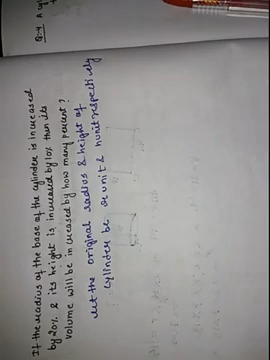 If the radius of the base of the cylinder is increased
by 20% & its height is increased by 10% then its
volume will be increased by how many percent?
Let the original radius & height of
cylinder be r unit & h unit respectively
Q.4 A